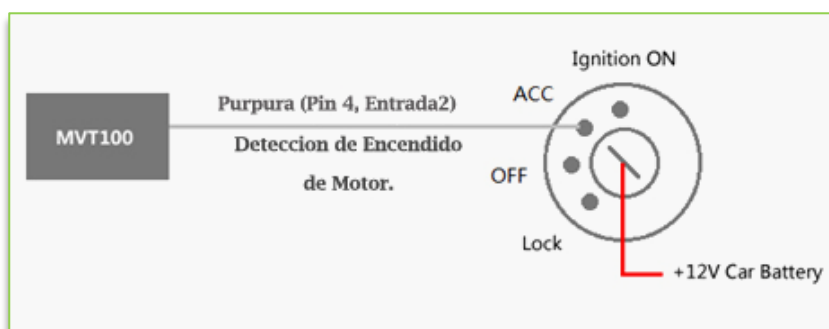 Ignition ON
ACC
Purpura (Pin 4, Entrada2)
MVT100
Deteccion de Encendido
de Motor.
OFF
Lock
+12V Car Battery